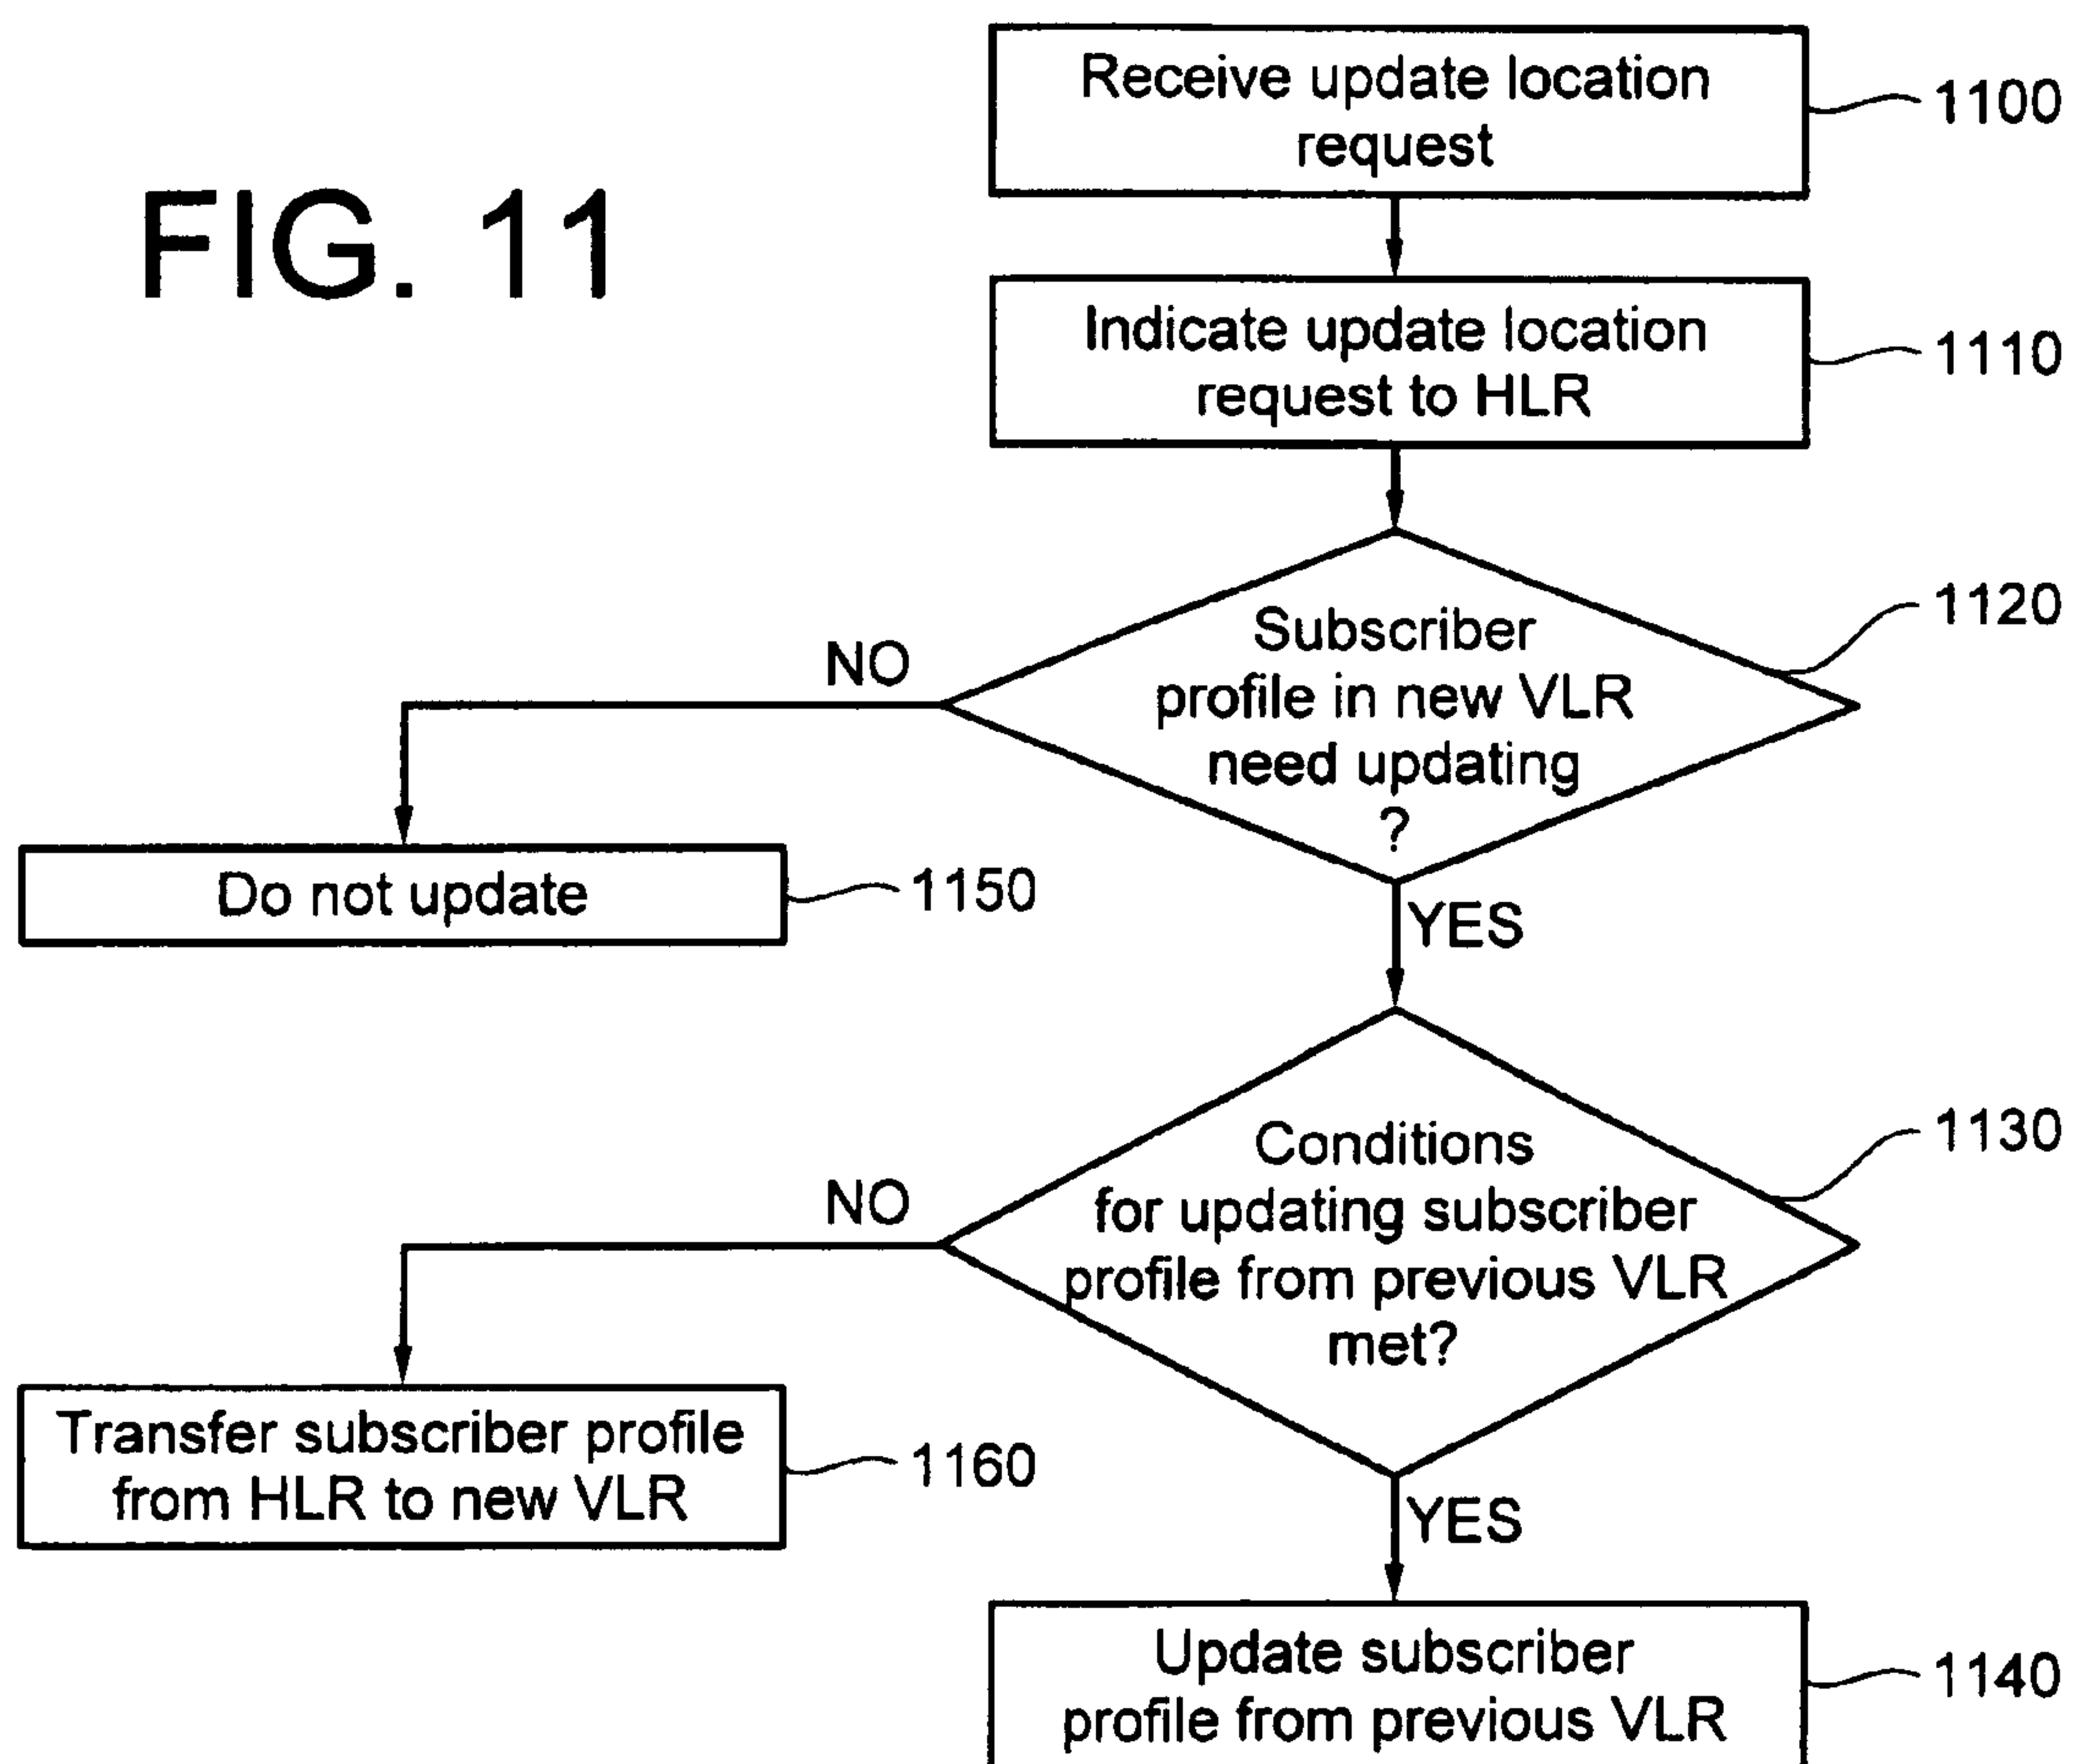 FIG. 11
Receive update location
request
1100
Indicate update location
request to HLR
1110
Subscriber
profile in new VLR
need updating
?
1120
NO
Do not update
1150
YES
Conditions
for updating subscriber
profile from previous VLR
met?
1130
NO
Transfer subscriber profile
from HLR to new VLR
1160
YES
Update subscriber
profile from previous VLR
1140